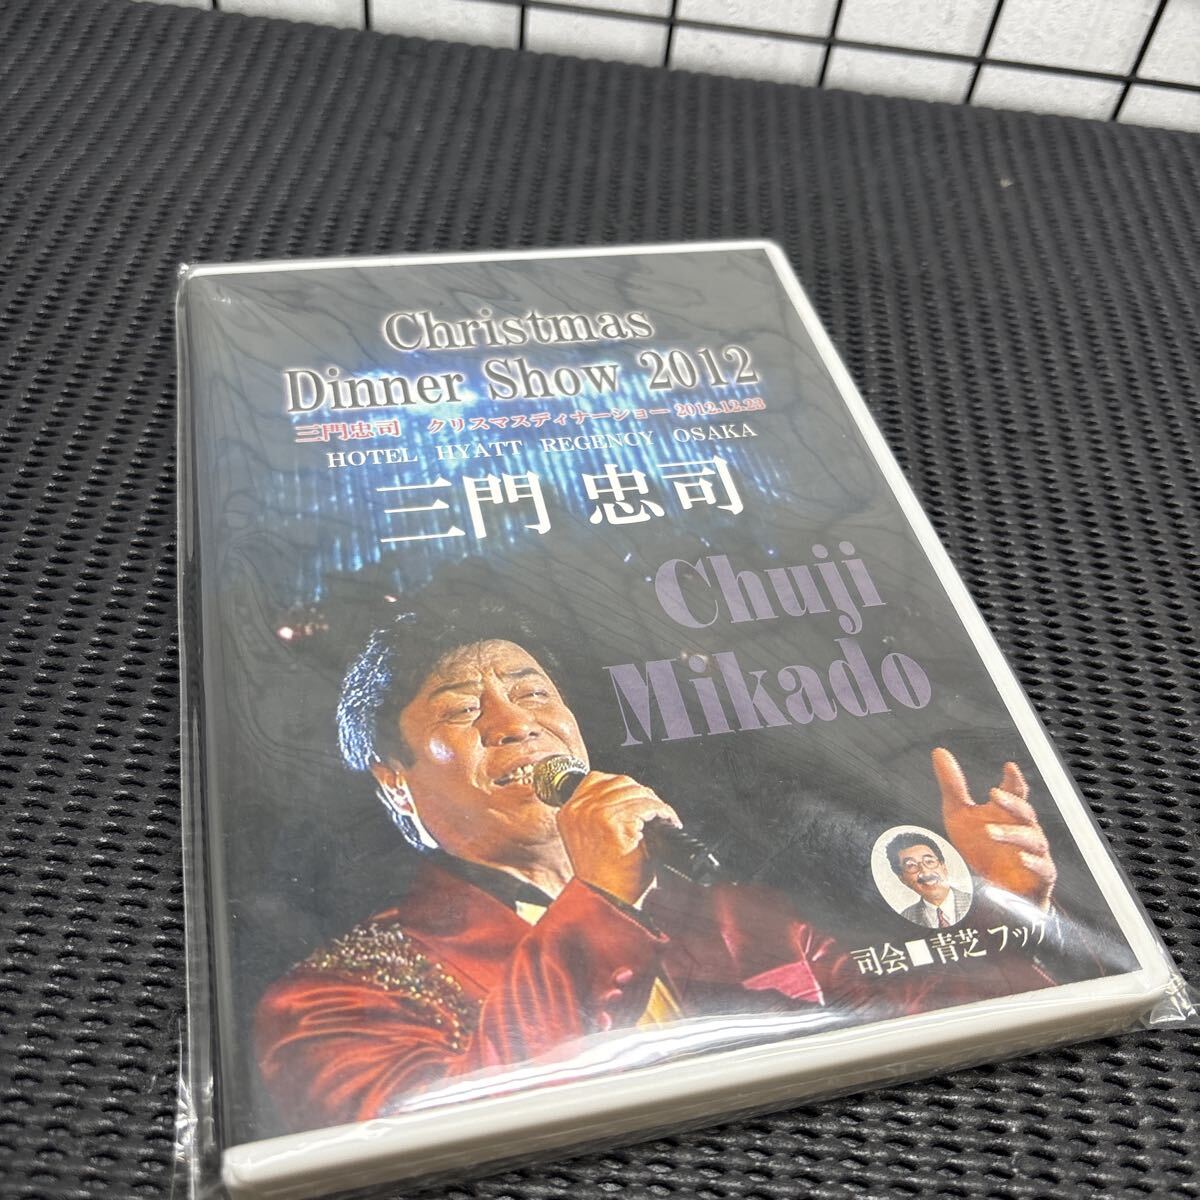 Christmas
Dinner Show 2012
三門忠司 クリスマスディナーショー 2012.12.23
HOTEL HYATT REGENCY OSAKA
三門 忠司
Chuji
Mikado
司会■青芝フック